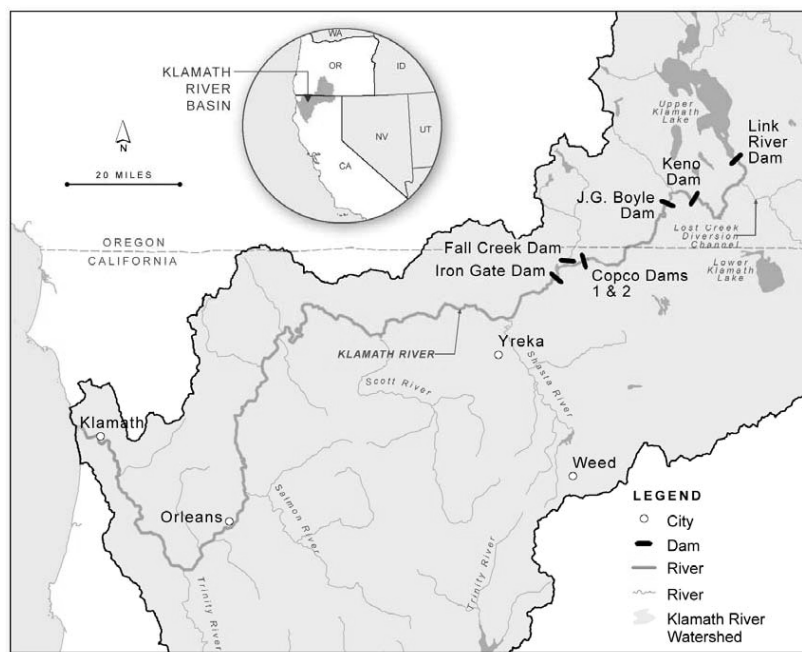 WA
OR
ID
KLAMATH
RIVER
BASIN
NV
UT
CA
N
20 MILES
Upper
Klamath
Lake
Link
River
Dam
Keno
Dam
J.G. Boyle
Dam
Lost Creek
Diversion
Channel
OREGON
CALIFORNIA
Fall Creek Dam
Iron Gate Dam
Lower
Klamath
Lake
Copco Dams
1 & 2
KLAMATH RIVER
Yreka
Shasta River
Scott River
Klamath
Weed
Orleans
Salmon River
Trinity River
Trinity River
LEGEND
City
Dam
River
River
Klamath River
Watershed